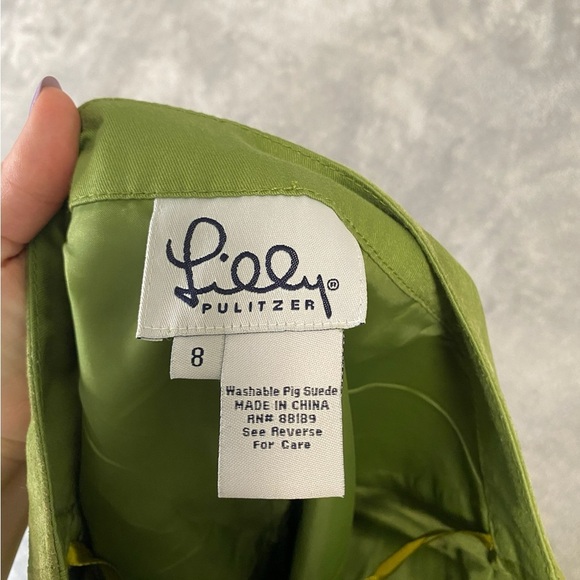 Lilly®
PULITZER
8
Washable Pig Suede
MADE IN CHINA
RN# 88189
See Reverse
For Care